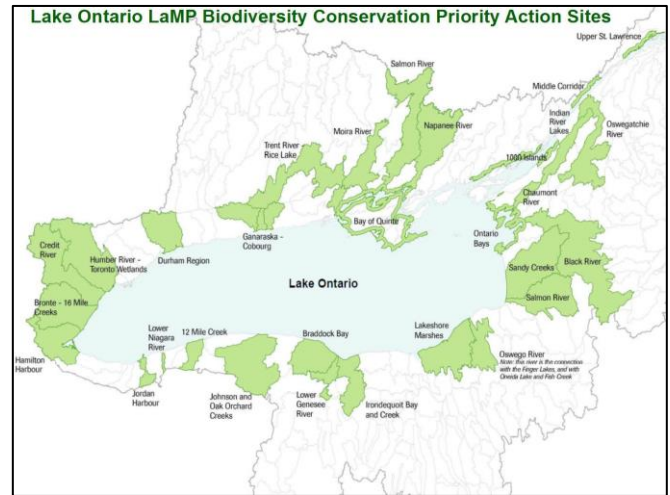 Lake Ontario LaMP Biodiversity Conservation Priority Action Sites
Upper St. Lawrence
Salmon River
Middle Corridor
Napanee River
Indian
River
Lakes
Oswegatchie
River
Moira River
Trent River
Rice Lake
1000 Islands
Chaumont
River
Bay of Quinte
Credit
River
Humber River –
Toronto Wetlands
Durham Region
Ganaraska –
Cobourg
Ontario
Bays
Sandy Creeks
Black River
Lake Ontario
Bronte – 16 Mile
Creeks
Salmon River
Lower
Niagara
River
12 Mile Creek
Braddock Bay
Lakeshore
Marshes
Hamilton
Harbour
Oswego River
Note: this river is the connection
with the Finger Lakes, and with
Oneida Lake and Fish Creek
Jordan
Harbour
Johnson and
Oak Orchard
Creeks
Lower
Genesee
River
Irondequoit Bay
and Creek